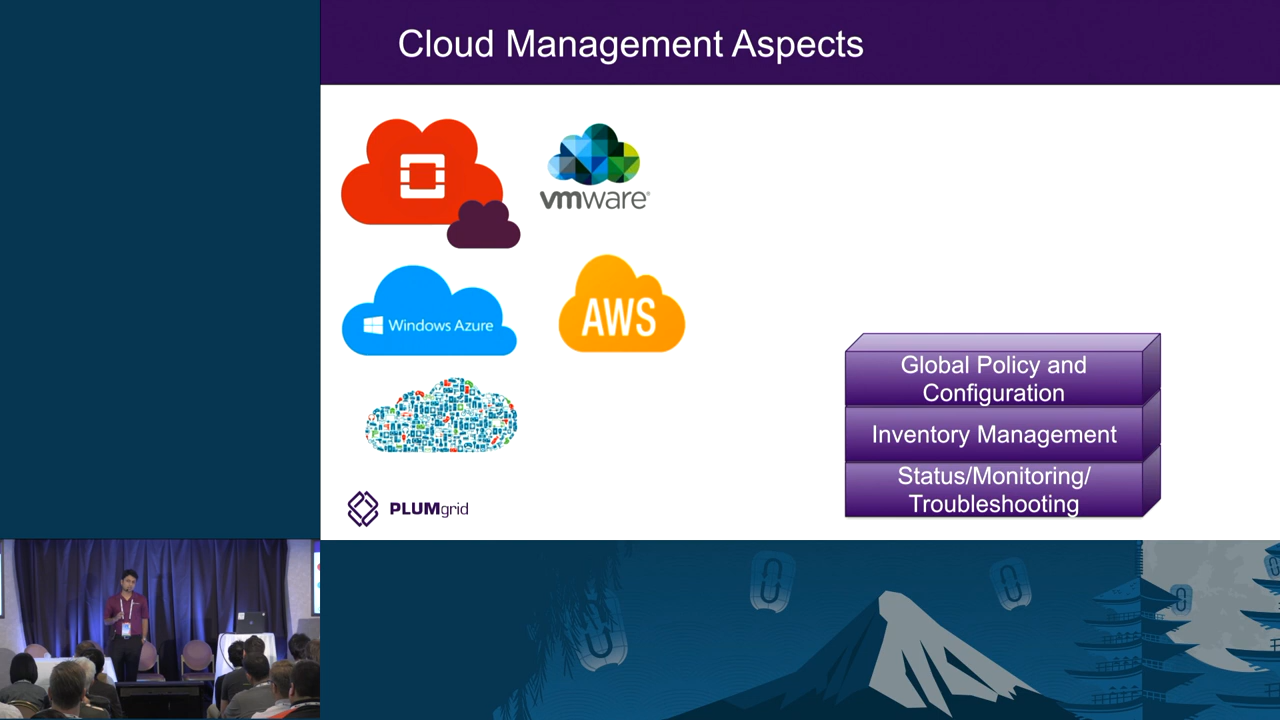 Cloud Management Aspects
vmware®
Windows Azure
AWS
Global Policy and
Configuration
Inventory Management
Status/Monitoring/
Troubleshooting
PLUMgrid